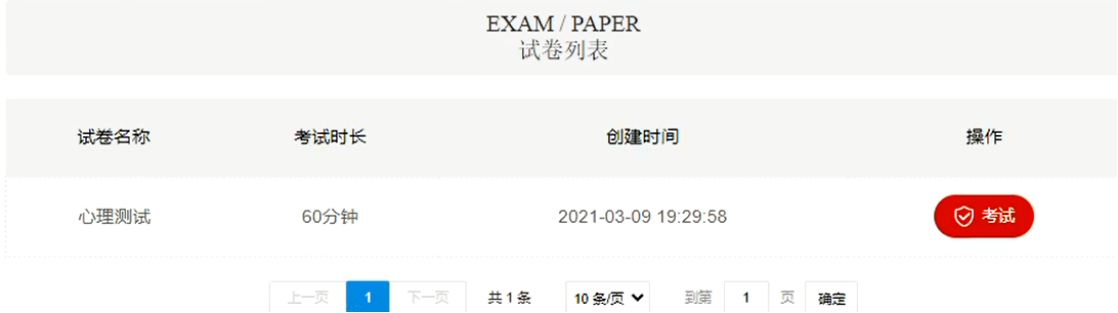 EXAM / PAPER
试卷列表
试卷名称 考试时长 创建时间 操作
心理测试 60分钟 2021-03-09 19:29:58 考试
上一页 1 下一页 共 1 条 10 条/页 到第 1 页 确定